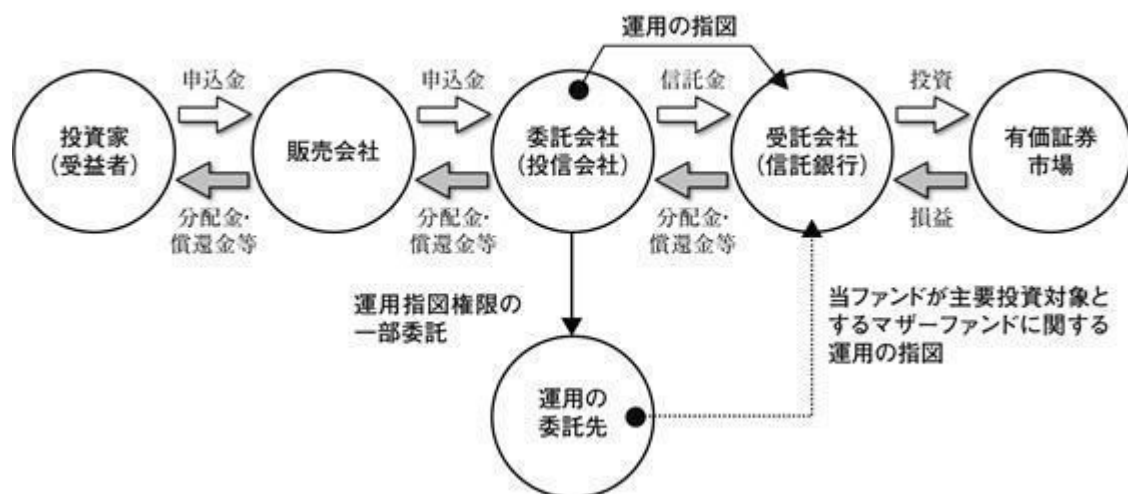 運用の指図
申込金
申込金
信託金
投資
投資家
(受益者)
販売会社
委託会社
(投信会社)
受託会社
(信託銀行)
有価証券
市場
分配金・
償還金等
分配金・
償還金等
分配金・
償還金等
損益
運用指図権限の
一部委託
当ファンドが主要投資対象と
するマザーファンドに関する
運用の指図
運用の
委託先